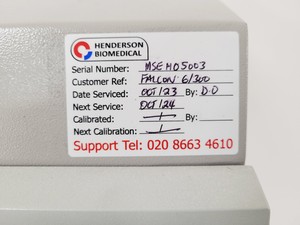 HENDERSON
BIOMEDICAL
Serial Number: MSEMO5003
Customer Ref: FALCON 6/300
Date Serviced: OCT/23 By: D.O
Next Service: OCT/24
Calibrated: By:
Next Calibration:
Support Tel: 020 8663 4610